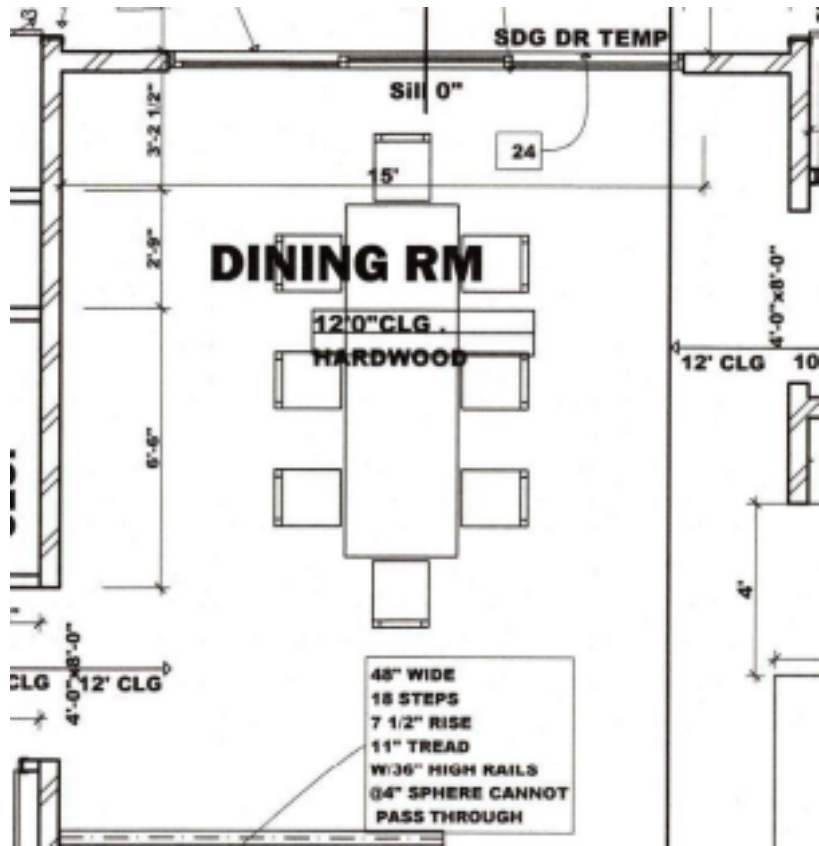 SDG DR TEMP
Sill 0"
3'-2 1/2"
24
15'
2'-9"
DINING RM
12'0"CLG .
HARDWOOD
4'-0"x8'-0"
12' CLG 10
6'-6"
4'
4'-0"x8'-0"
CLG 12' CLG
48" WIDE
18 STEPS
7 1/2" RISE
11" TREAD
W/36" HIGH RAILS
@4" SPHERE CANNOT
PASS THROUGH